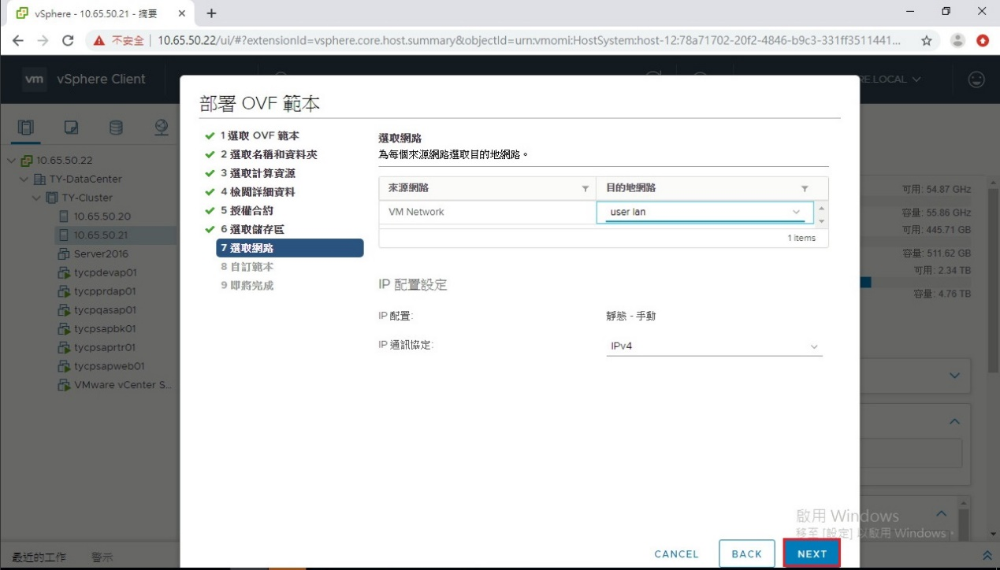 vSphere - 10.65.50.21 - 摘要
不安全 | 10.65.50.22/ui/#?extensionId=vsphere.core.host.summary&objectId=urn:vmomi:HostSystem:host-12:78a71702-20f2-4846-b9c3-331ff3511441...
vm vSphere Client
RE.LOCAL
部署 OVF 範本
1 選取 OVF 範本
2 選取名稱和資料夾
3 選取計算資源
4 檢閱詳細資料
5 授權合約
6 選取儲存區
7 選取網路
8 自訂範本
9 即將完成
10.65.50.22
TY-DataCenter
TY-Cluster
10.65.50.20
10.65.50.21
Server2016
tycpdevap01
tycpprdap01
tycpqasap01
tycpsapbk01
tycpsaprtr01
tycpsapweb01
VMware vCenter S...
選取網路
為每個來源網路選取目的地網路。
來源網路 目的地網路
VM Network user lan
1 items
IP 配置設定
IP 配置: 靜態 - 手動
IP 通訊協定: IPv4
可用: 54.87 GHz
容量: 55.86 GHz
可用: 445.71 GB
容量: 511.62 GB
可用: 2.34 TB
容量: 4.76 TB
啟用 Windows
移至 [設定] 以啟用 Windows。
CANCEL BACK NEXT
最近的工作 警示